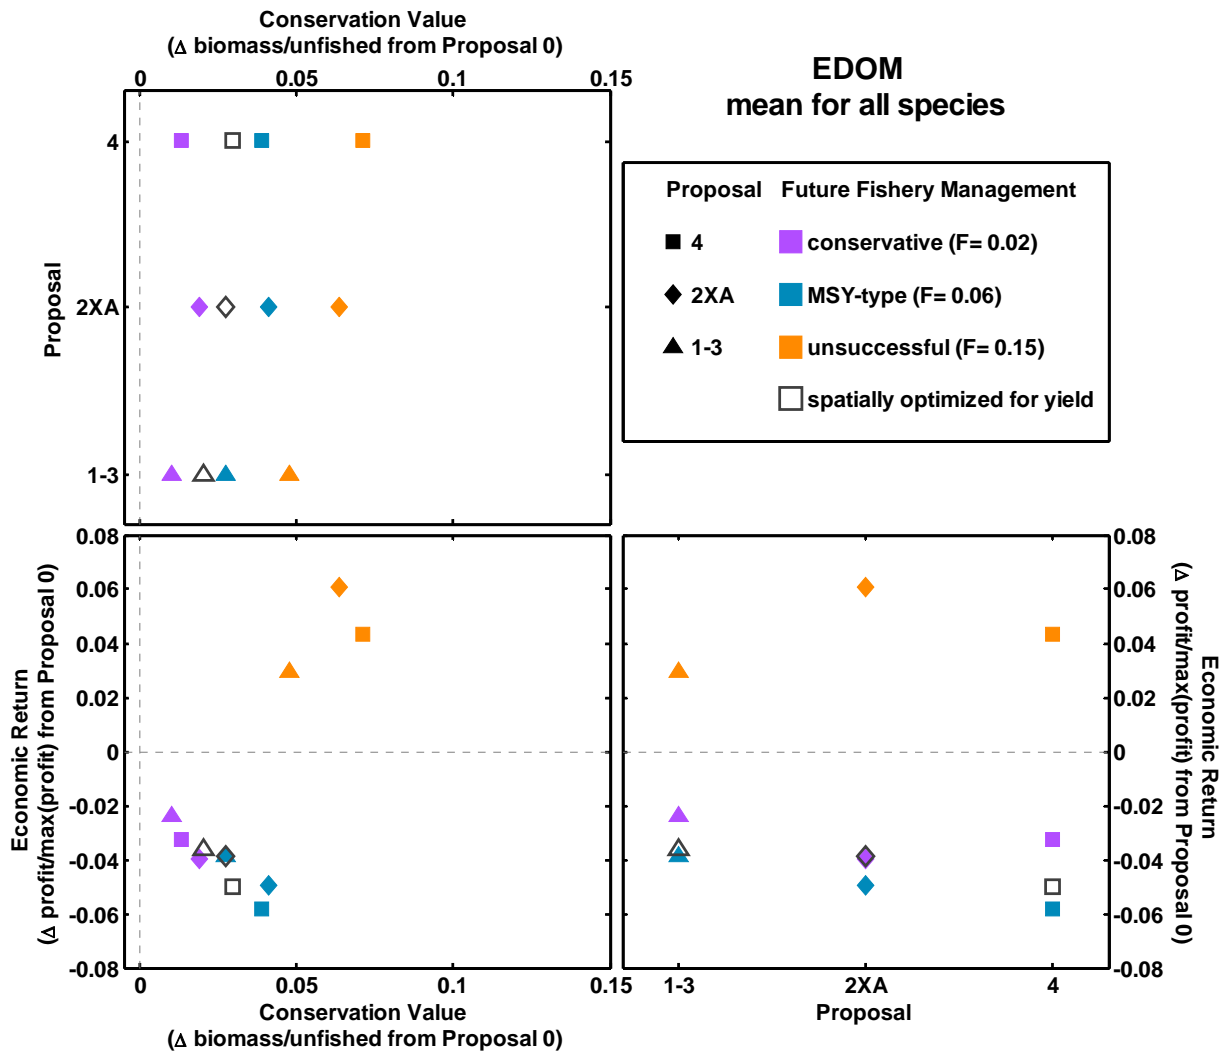 Conservation Value
(Δ biomass/unfished from Proposal 0)
0 0.05 0.1 0.15
EDOM
mean for all species
Proposal
4
2XA
1-3
Proposal Future Fishery Management
4 conservative (F= 0.02)
2XA MSY-type (F= 0.06)
1-3 unsuccessful (F= 0.15)
spatially optimized for yield
Economic Return
(Δ profit/max(profit) from Proposal 0)
0.08
0.06
0.04
0.02
0
-0.02
-0.04
-0.06
-0.08
0 0.05 0.1 0.15
Conservation Value
(Δ biomass/unfished from Proposal 0)
1-3 2XA 4
Proposal
0.08
0.06
0.04
0.02
0
-0.02
-0.04
-0.06
-0.08
Economic Return
(Δ profit/max(profit) from Proposal 0)